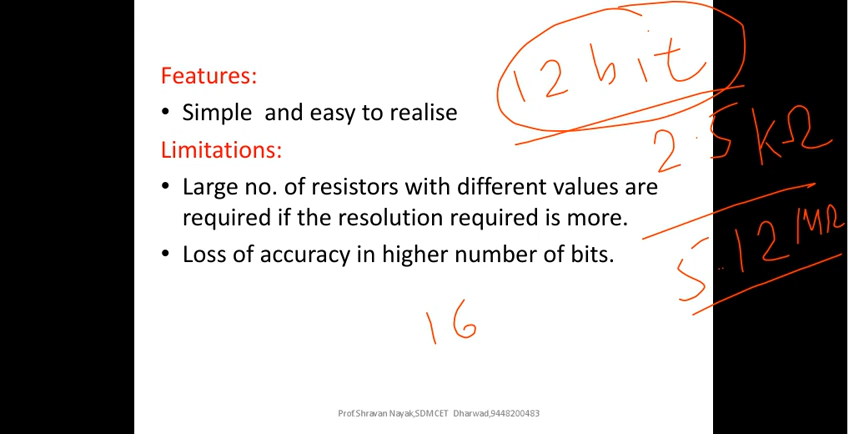 Features:
12 bit
• Simple and easy to realise
2.5 kΩ
Limitations:
• Large no. of resistors with different values are
required if the resolution required is more.
5.12 MΩ
• Loss of accuracy in higher number of bits.
16
Prof.Shravan Nayak,SDMCET Dharwad,9448200483